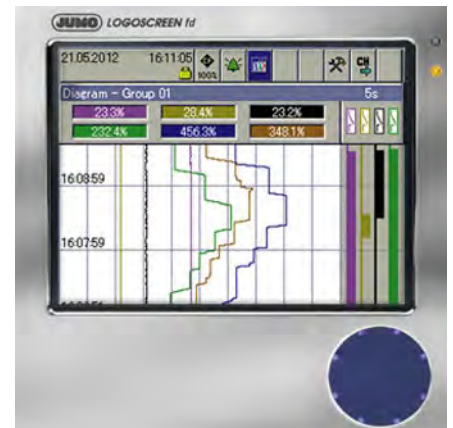 JUMO LOGOSCREEN fd
21.05.2012 16:11:05 100% CH
Diagram - Group 01 5s
23.3% 28.4% 23.2%
232.4% 456.3% 348.1%
16:08:59
16:07:59